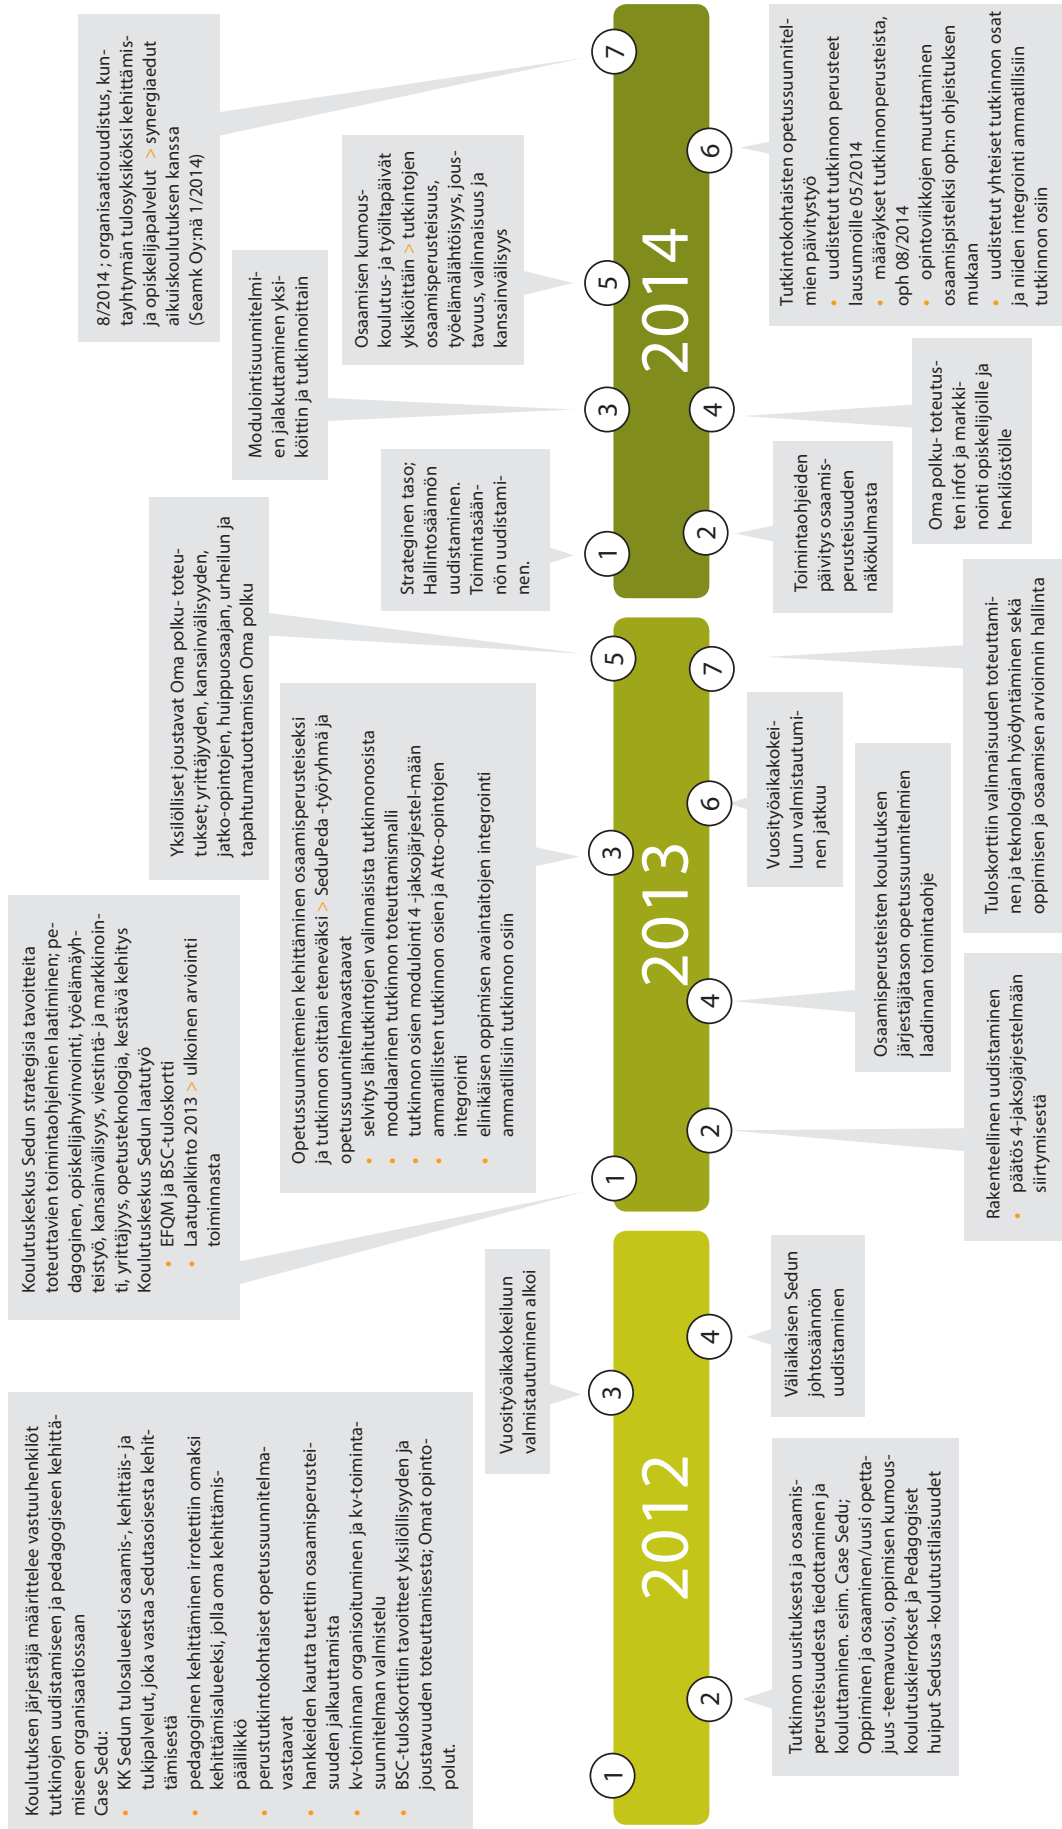 Koulutuksen järjestäjä määrittelee vastuuhenkilöt
tutkinojen uudistamiseen ja pedagogiseen kehittä-
miseen organisaatiossaan
Case Sedu:
• KK Sedun tulosalueeksi osaamis-, kehittäis- ja
tukipalvelut, joka vastaa Sedutasoisesta kehit-
tämisestä
• pedagoginen kehittäminen irrotettiin omaksi
kehittämisalueeksi, jolla oma kehittämis-
päällikkö
• perustutkintokohtaiset opetussuunnitelma-
vastaavat
• hankkeiden kautta tuettiin osaamisperustei-
suuden jalkauttamista
• kv-toiminnan organisoituminen ja kv-toiminta-
suunnitelman valmistelu
• BSC-tuloskorttiin tavoitteet yksilöllisyyden ja
joustavuuden toteuttamisesta; Omat opinto-
polut.
1
2012
2
Tutkinnon uusituksesta ja osaamis-
perusteisuudesta tiedottaminen ja
kouluttaminen. esim. Case Sedu;
Oppiminen ja osaaminen/uusi opetta-
juus -teemavuosi, oppimisen kumous-
koulutuskierrokset ja Pedagogiset
huiput Sedussa -koulutustilaisuudet
Vuosityöaikakokeiluun
valmistautuminen alkoi
3
4
Väliaikaisen Sedun
johtosäännön
uudistaminen
Koulutuskeskus Sedun strategisia tavoitteita
toteuttavien toimintaohjelmien laatiminen; pe-
dagoginen, opiskelijahyvinvointi, työelämäyh-
teistyö, kansainvälisyys, viestintä- ja markkinoin-
ti, yrittäjyys, opetusteknologia, kestävä kehitys
Koulutuskeskus Sedun laatutyö
• EFQM ja BSC-tuloskortti
• Laatupalkinto 2013 > ulkoinen arviointi
toiminnasta
1
2013
2
Rakenteellinen uudistaminen
• päätös 4-jaksojärjestelmään
siirtymisestä
Opetussuunnitemien kehittäminen osaamisperusteiseksi
ja tutkinnon osittain eteneväksi > SeduPeda -työryhmä ja
opetussuunnitelmavastaavat
• selvitys lähitutkintojen valinnaisista tutkinnonosista
• modulaarinen tutkinnon toteuttamismalli
• tutkinnon osien modulointi 4 -jaksojärjestel-mään
• ammatillisten tutkinnon osien ja Atto-opintojen
integrointi
• elinikäisen oppimisen avaintaitojen integrointi
ammatillisiin tutkinnon osiin
3
4
Osaamisperusteisten koulutuksen
järjestäjätason opetussuunnitelmien
laadinnan toimintaohje
Yksilölliset joustavat Oma polku- toteu-
tukset; yrittäjyyden, kansainvälisyyden,
jatko-opintojen, huippuosaajan, urheilun ja
tapahtumatuottamisen Oma polku
5
6
Vuosityöaikakokei-
luun valmistautumi-
nen jatkuu
7
Tuloskorttiin valinnaisuuden toteuttami-
nen ja teknologian hyödyntäminen sekä
oppimisen ja osaamisen arvioinnin hallinta
Strateginen taso;
Hallintosäännön
uudistaminen.
Toimintasään-
nön uudistami-
nen.
1
2014
2
Toimintaohjeiden
päivitys osaamis-
perusteisuuden
näkökulmasta
Modulointisuunnitelmi-
en jalakuttaminen yksi-
köittin ja tutkinnoittain
3
4
Oma polku- toteutus-
ten infot ja markki-
nointi opiskelijoille ja
henkilöstölle
Osaamisen kumous-
koulutus- ja työiltapäivät
yksiköittäin > tutkintojen
osaamisperusteisuus,
työelämälähtöisyys, jous-
tavuus, valinnaisuus ja
kansainvälisyys
5
6
Tutkintokohtaisten opetussuunnitel-
mien päivitystyö
• uudistetut tutkinnon perusteet
lausunnoille 05/2014
• määräykset tutkinnonperusteista,
oph 08/2014
• opintoviikkojen muuttaminen
osaamispisteiksi oph:n ohjeistuksen
mukaan
• uudistetut yhteiset tutkinnon osat
ja niiden integrointi ammatillisiin
tutkinnon osiin
8/2014 ; organisaatiouudistus, kun-
tayhtymän tulosyksiköksi kehittämis-
ja opiskelijapalvelut > synergiaedut
aikuiskoulutuksen kanssa
(Seamk Oy:nä 1/2014)
7